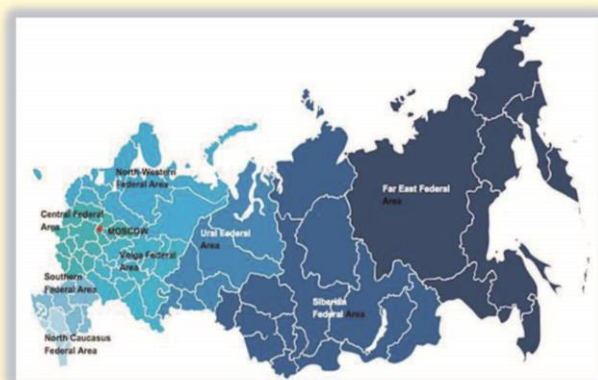 North-Western
Federal Area
Far East Federal
Area
Central Federal
Area
MOSCOW
Ural Federal
Area
Volga Federal
Area
Southern
Federal Area
Siberian
Federal Area
North Caucasus
Federal Area